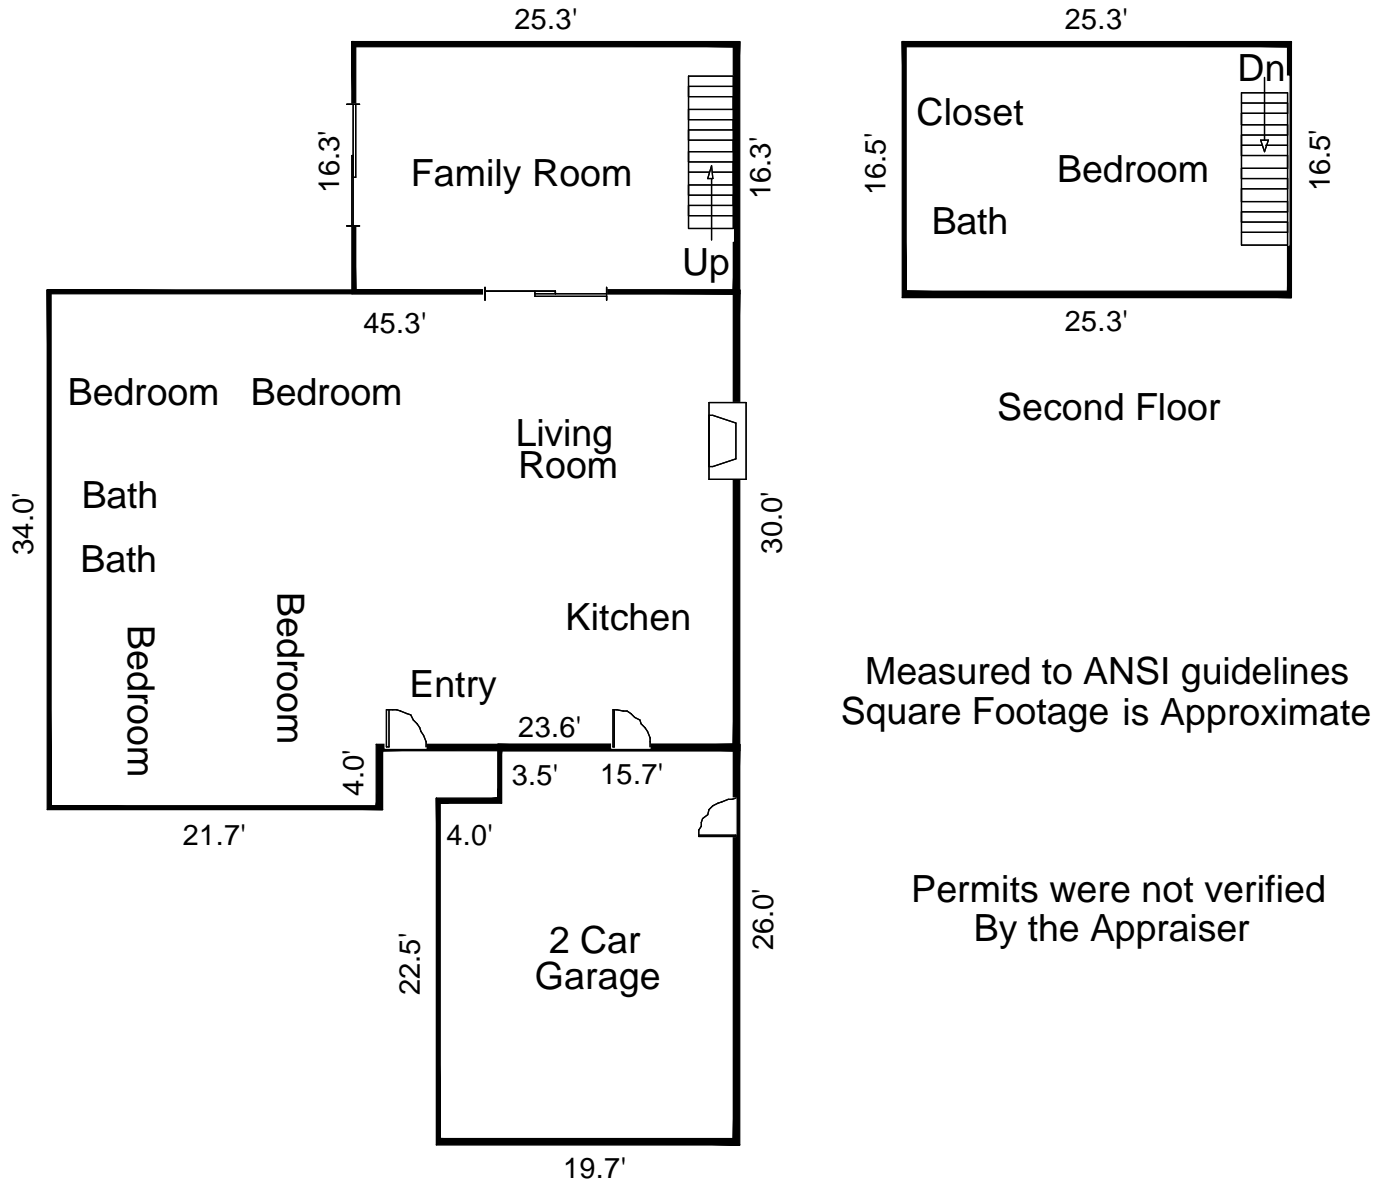 25.3'
25.3'
16.3'
Family Room
16.3'
Up
Closet
Dn
16.5'
Bedroom
16.5'
Bath
25.3'
Second Floor
45.3'
Bedroom
Bedroom
Living
Room
34.0'
Bath
Bath
30.0'
Bedroom
Bedroom
Kitchen
Entry
23.6'
4.0'
3.5'
15.7'
21.7'
4.0'
22.5'
2 Car
Garage
26.0'
19.7'
Measured to ANSI guidelines
Square Footage is Approximate
Permits were not verified
By the Appraiser